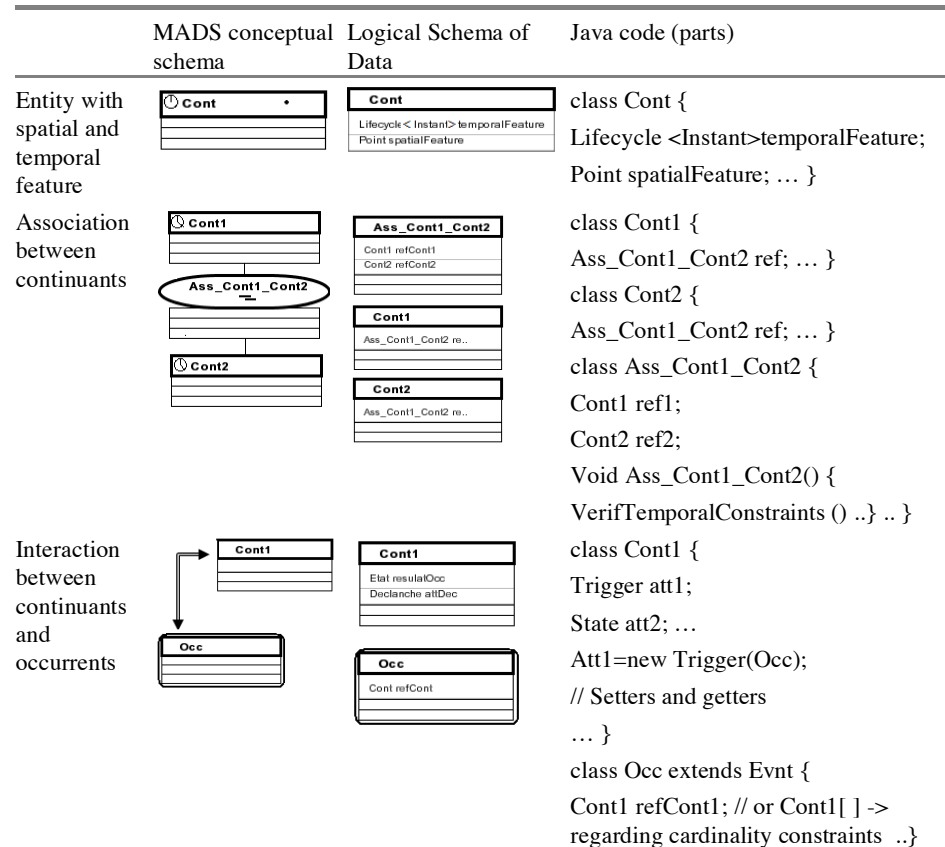 MADS conceptual schema
Logical Schema of Data
Java code (parts)
Entity with spatial and temporal feature
Cont
Cont
Lifecycle< Instant> temporalFeature
Point spatialFeature
class Cont {
Lifecycle <Instant>temporalFeature;
Point spatialFeature; … }
Association between continuants
Cont1
Ass_Cont1_Cont2
Cont2
Ass_Cont1_Cont2
Cont1 refCont1
Cont2 refCont2
Cont1
Ass_Cont1_Cont2 re..
Cont2
Ass_Cont1_Cont2 re..
class Cont1 {
Ass_Cont1_Cont2 ref; … }
class Cont2 {
Ass_Cont1_Cont2 ref; … }
class Ass_Cont1_Cont2 {
Cont1 ref1;
Cont2 ref2;
Void Ass_Cont1_Cont2() {
VerifTemporalConstraints () ..} .. }
Interaction between continuants and occurrents
Cont1
Occ
Cont1
Etat resulatOcc
Declanche attDec
Occ
Cont refCont
class Cont1 {
Trigger att1;
State att2; …
Att1=new Trigger(Occ);
// Setters and getters
… }
class Occ extends Evnt {
Cont1 refCont1; // or Cont1[ ] ->
regarding cardinality constraints ..}